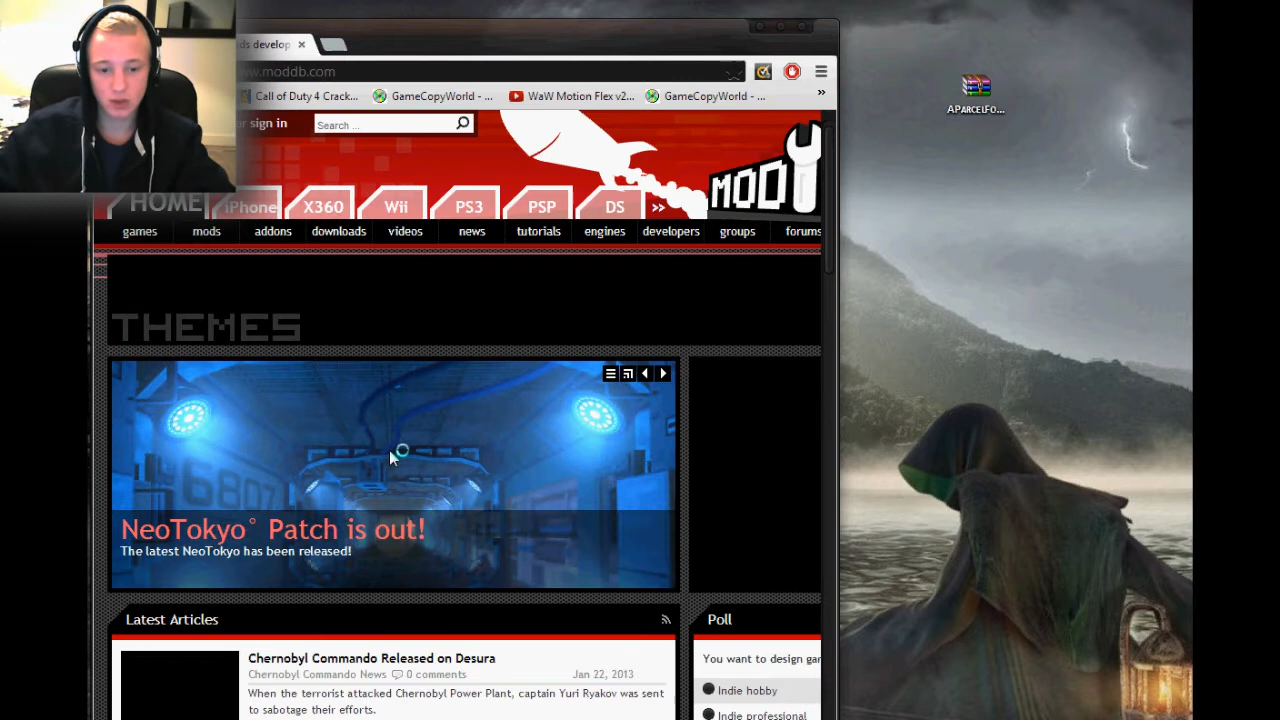 ds develop
w.moddb.com
Call of Duty 4 Crack...
GameCopyWorld - ...
WaW Motion Flex v2...
GameCopyWorld - ...
»
or sign in
Search ...
MOD
HOME
iPhone
X360
Wii
PS3
PSP
DS
»
games
mods
addons
downloads
videos
news
tutorials
engines
developers
groups
forums
THEMES
6807
NeoTokyo° Patch is out!
The latest NeoTokyo has been released!
Latest Articles
Poll
Chernobyl Commando Released on Desura
Chernobyl Commando News 0 comments Jan 22, 2013
When the terrorist attacked Chernobyl Power Plant, captain Yuri Ryakov was sent
to sabotage their efforts.
You want to design gam
Indie hobby
Indie professional
AParcelFo...